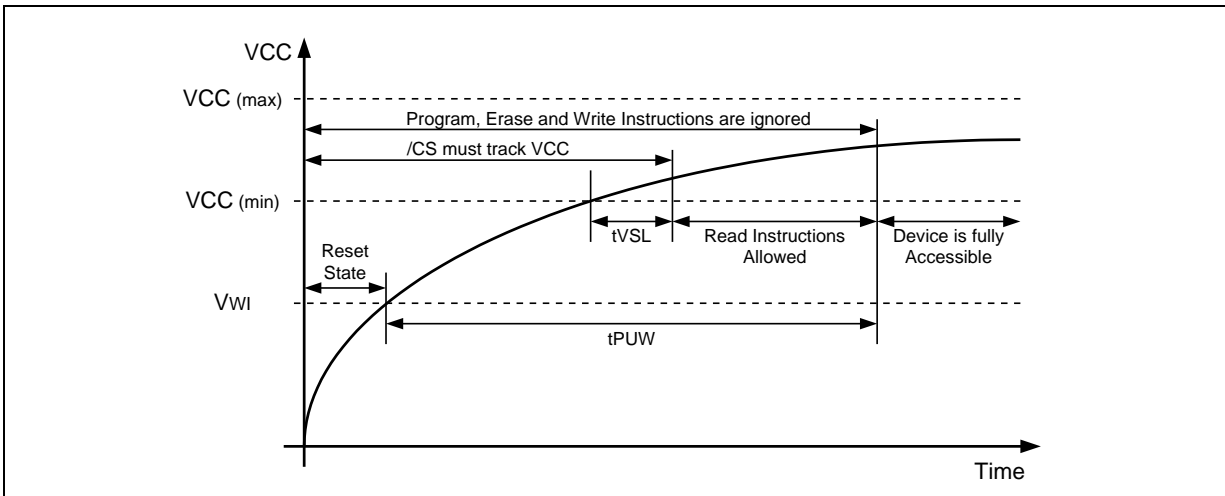 VCC
VCC (max)
Program, Erase and Write Instructions are ignored
/CS must track VCC
VCC (min)
tVSL
Read Instructions
Allowed
Device is fully
Accessible
Reset
State
VWI
tPUW
Time